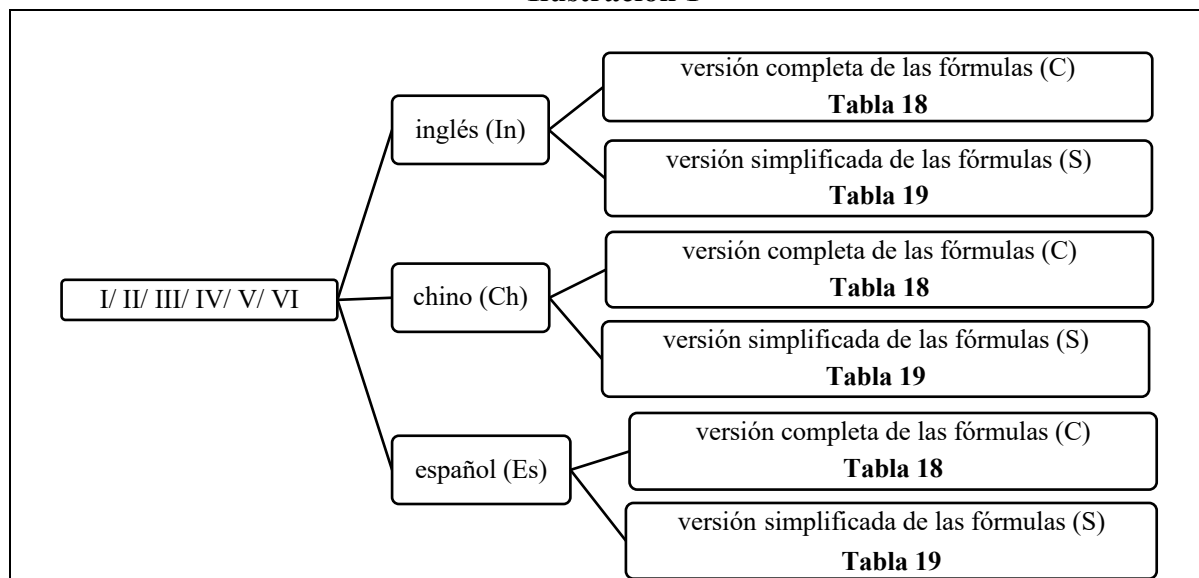 I/ II/ III/ IV/ V/ VI
inglés (In)
versión completa de las fórmulas (C)
Tabla 18
versión simplificada de las fórmulas (S)
Tabla 19
chino (Ch)
versión completa de las fórmulas (C)
Tabla 18
versión simplificada de las fórmulas (S)
Tabla 19
español (Es)
versión completa de las fórmulas (C)
Tabla 18
versión simplificada de las fórmulas (S)
Tabla 19